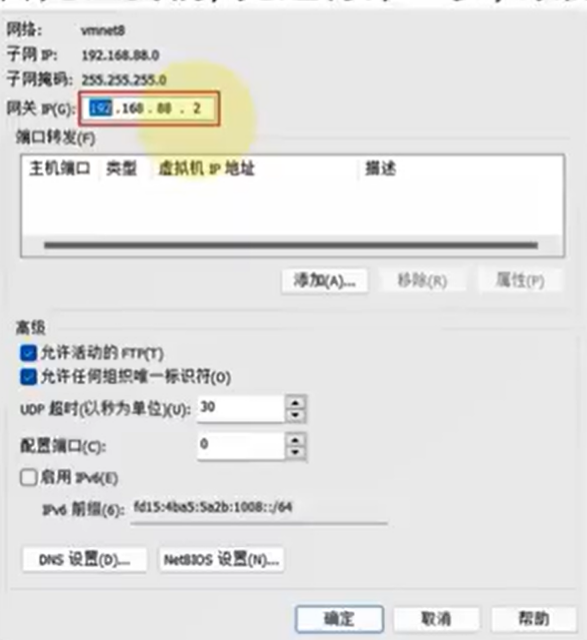 网络: vmnet8
子网 IP: 192.168.88.0
子网掩码: 255.255.255.0
网关 IP(G): 192 . 168 . 88 . 2
端口转发(F)
主机端口 类型 虚拟机 IP 地址 描述
添加(A)... 移除(R) 属性(P)
高级
允许活动的 FTP(T)
允许任何组织唯一标识符(O)
UDP 超时(以秒为单位)(U): 30
配置端口(C): 0
启用 IPv6(E)
IPv6 前缀(6): fd15:4ba5:5a2b:1008::/64
DNS 设置(D)... NetBIOS 设置(N)...
确定 取消 帮助